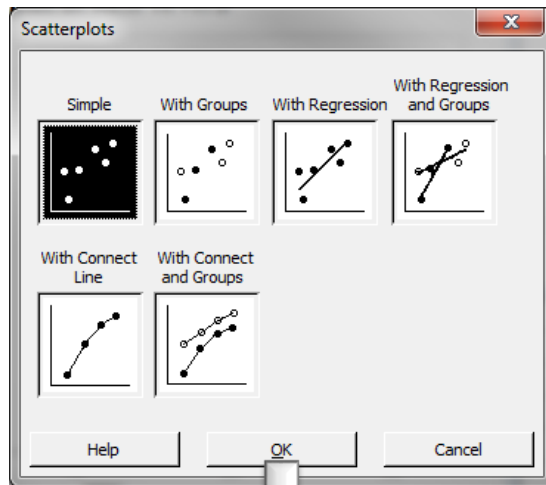 Scatterplots
Simple
With Groups
With Regression
With Regression
and Groups
With Connect
Line
With Connect
and Groups
Help
OK
Cancel